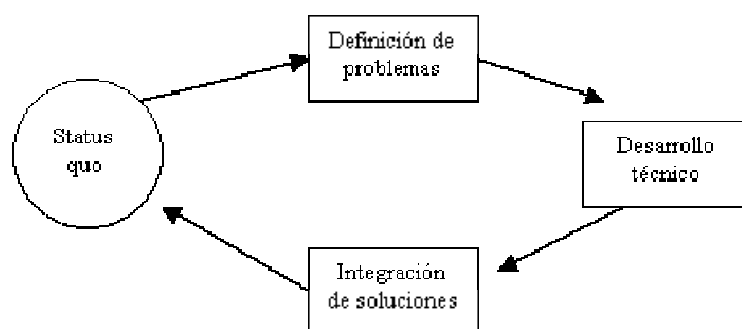 Definición de
problemas
Status
quo
Desarrollo
técnico
Integración
de soluciones